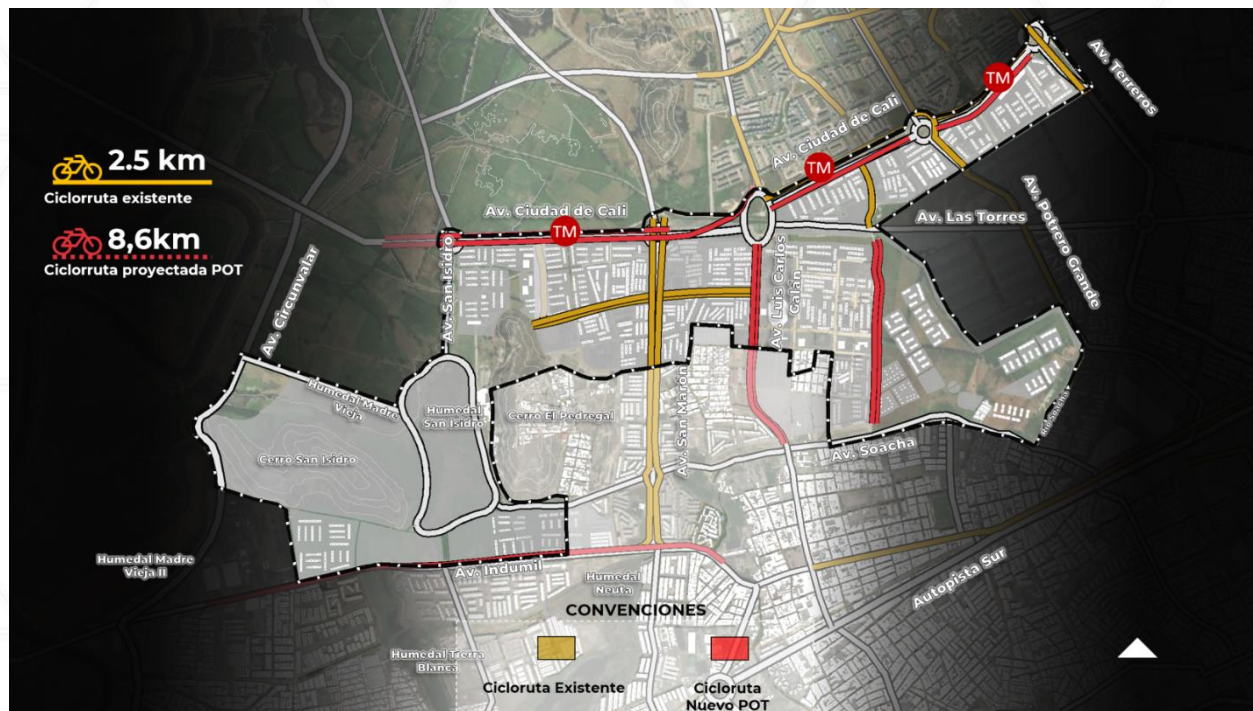 2.5 km
Ciclorruta existente
8,6km
Ciclorruta proyectada POT
Av. Terreros
TM
Av. Ciudad de Cali
TM
Av. Potrero Grande
Av. Las Torres
Av. Ciudad de Cali
TM
Av. San Isidro
Av. Circunvalar
Av. Luis Carlos
Galán
Humedal Madre
Vieja
Humedal
San Isidro
Cerro El Pedregal
Av. San Marón
Río Soacha
Av. Soacha
Cerro San Isidro
Humedal Madre
Vieja II
Av. Indumil
Humedal
Neuta
Autopista Sur
CONVENCIONES
Humedal Tierra
Blanca
Cicloruta Existente
Cicloruta
Nuevo POT